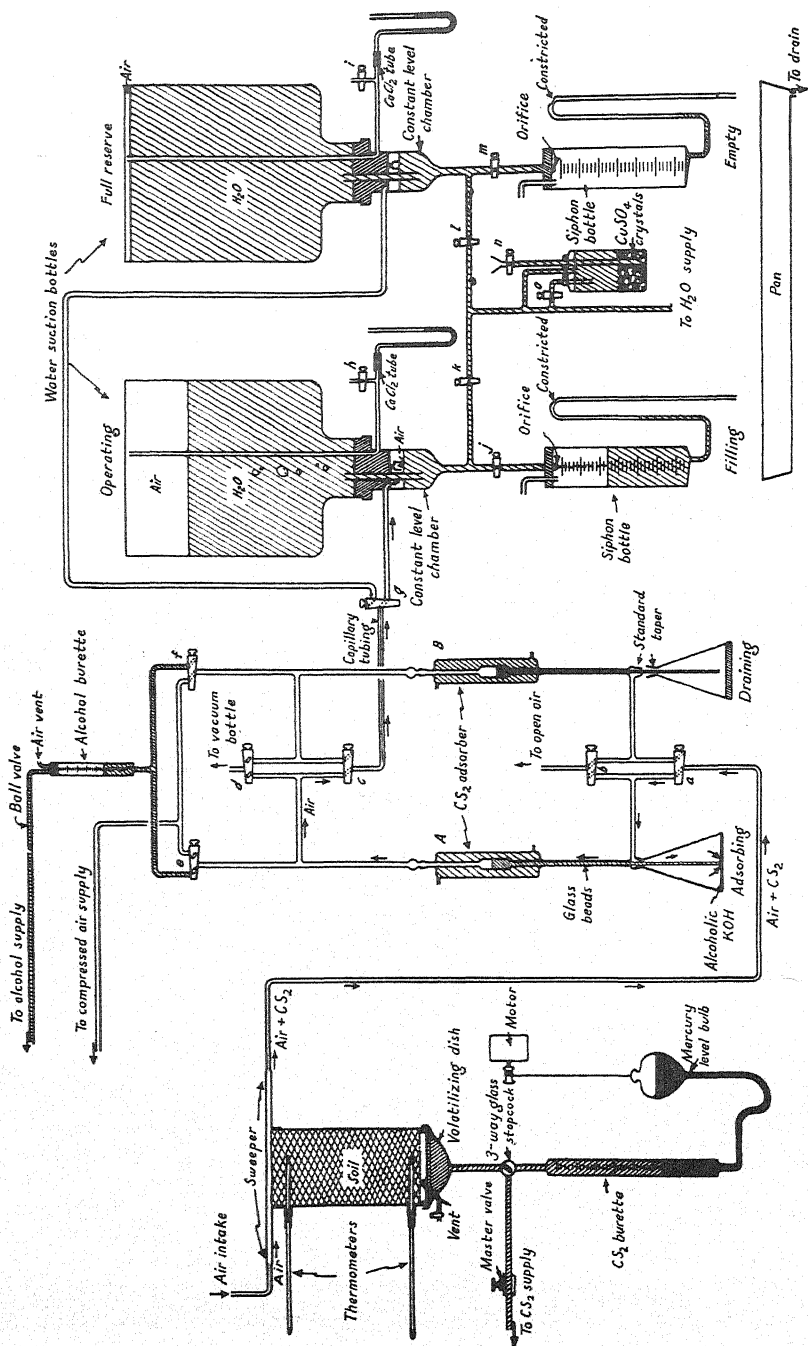 Air intake
Air
Sweeper
Air + CS2
Soil
Thermometers
Volatilizing dish
Vent
Master valve
3-way glass
stopcock
Motor
To CS2 supply
CS2 burette
Mercury
level bulb
To alcohol supply
Ball valve
Air vent
Alcohol burette
To compressed air supply
e
f
To vacuum
bottle
d
c
Air
Capillary
tubing
A
B
CS2 adsorber
Glass
beads
To open air
b
a
Standard
taper
Alcoholic
KOH
Adsorbing
Draining
Air + CS2
Water suction bottles
Operating
Air
H2O
g
h
CaCl2 tube
Air
Constant level
chamber
j
k
Orifice
Constricted
Siphon
bottle
Filling
Full reserve
Air
H2O
i
CaCl2 tube
Constant level
chamber
l
m
n
o
Orifice
Constricted
Siphon
bottle
CuSO4
crystals
To H2O supply
Empty
Pan
To drain